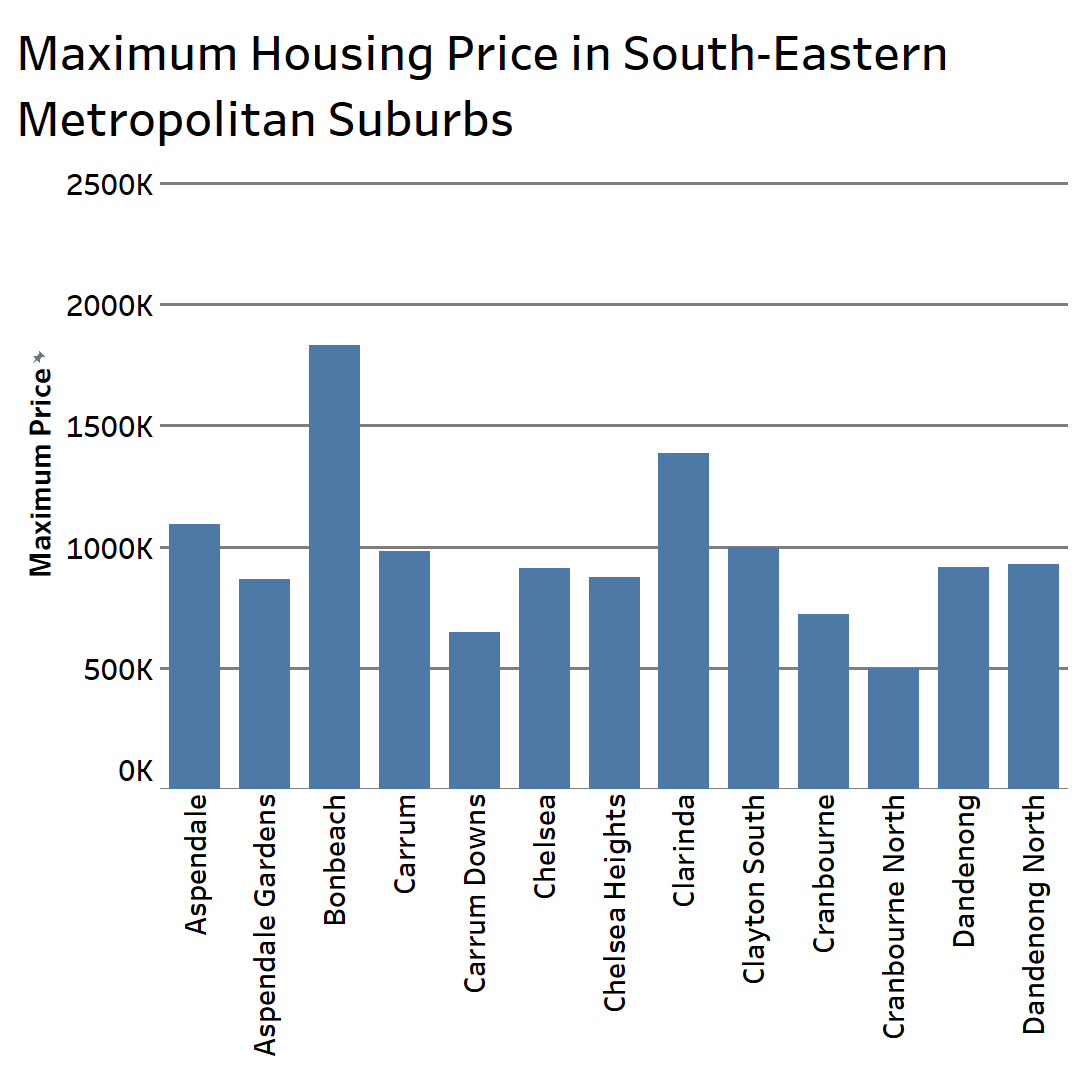 Maximum Housing Price in South-Eastern
Metropolitan Suburbs
Maximum Price
2500K
2000K
1500K
1000K
500K
0K
Aspendale
Aspendale Gardens
Bonbeach
Carrum
Carrum Downs
Chelsea
Chelsea Heights
Clarinda
Clayton South
Cranbourne
Cranbourne North
Dandenong
Dandenong North